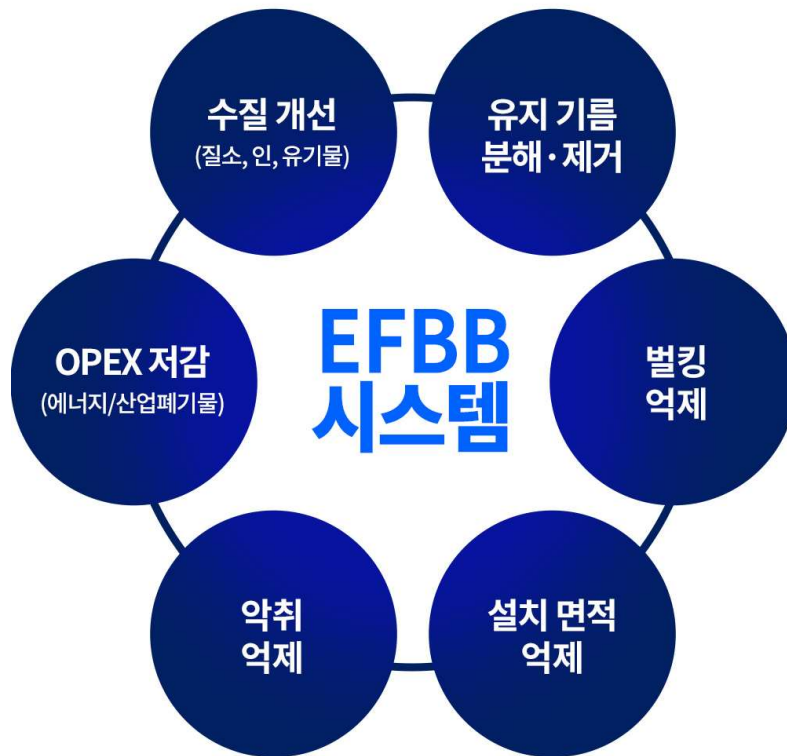 수질 개선
(질소, 인, 유기물)
유지 기름
분해·제거
OPEX 저감
(에너지/산업폐기물)
EFBB
시스템
벌킹
억제
악취
억제
설치 면적
억제